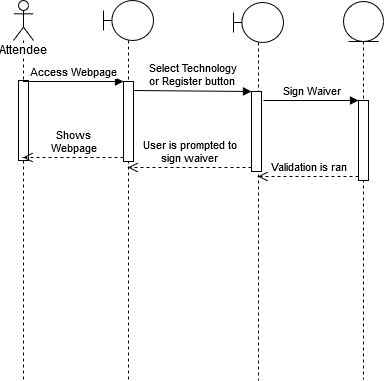 Attendee
Access Webpage
Select Technology
or Register button
Sign Waiver
Shows
Webpage
User is prompted to
sign waiver
Validation is ran